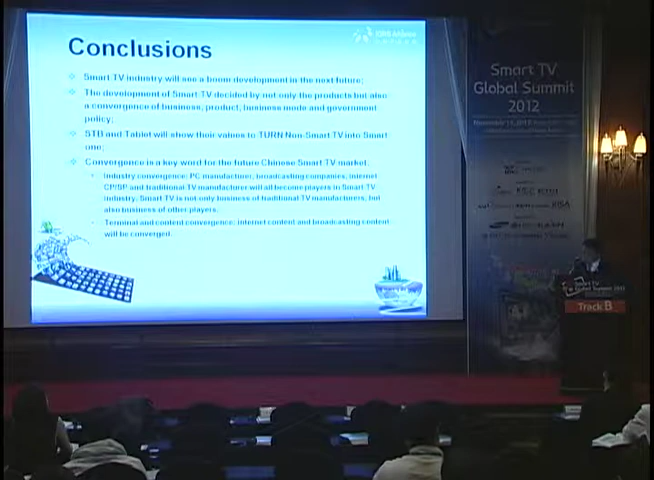 Conclusions
Smart TV industry will see a boom development in the next future;
The development of Smart TV decided by not only the products but also
a convergence of business, product, business mode and government
policy;
STB and Tablet will show their values to TURN Non-Smart TV into Smart
one;
Convergence is a key word for the future Chinese Smart TV market.
Industry convergence: PC manufacturer, broadcasting companies, internet
CP/SP and traditional TV manufacturer will all become players in Smart TV
industry. Smart TV is not only business of traditional TV manufacturers, but
also business of other players.
Terminal and content convergence: internet content and broadcasting content
will be converged.
Smart TV
Global Summit
2012
Smart TV
Global Summit 2012
Track B